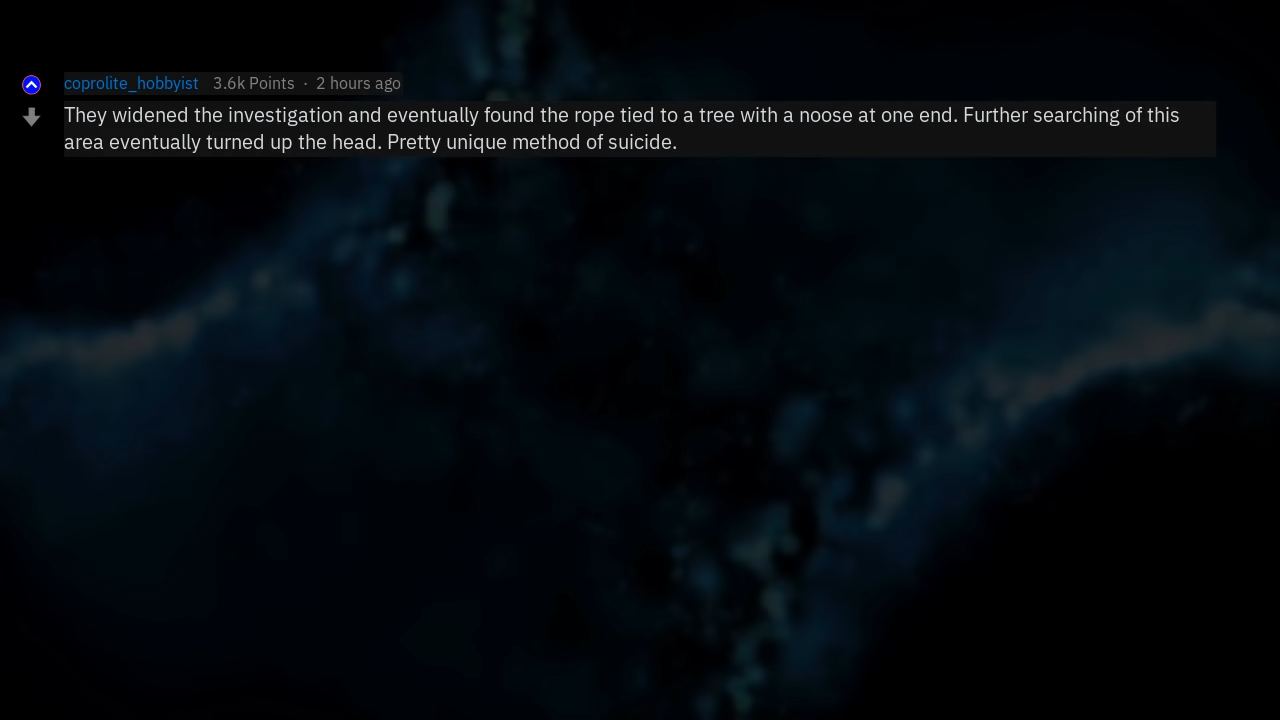 coprolite_hobbyist 3.6k Points · 2 hours ago
They widened the investigation and eventually found the rope tied to a tree with a noose at one end. Further searching of this
area eventually turned up the head. Pretty unique method of suicide.